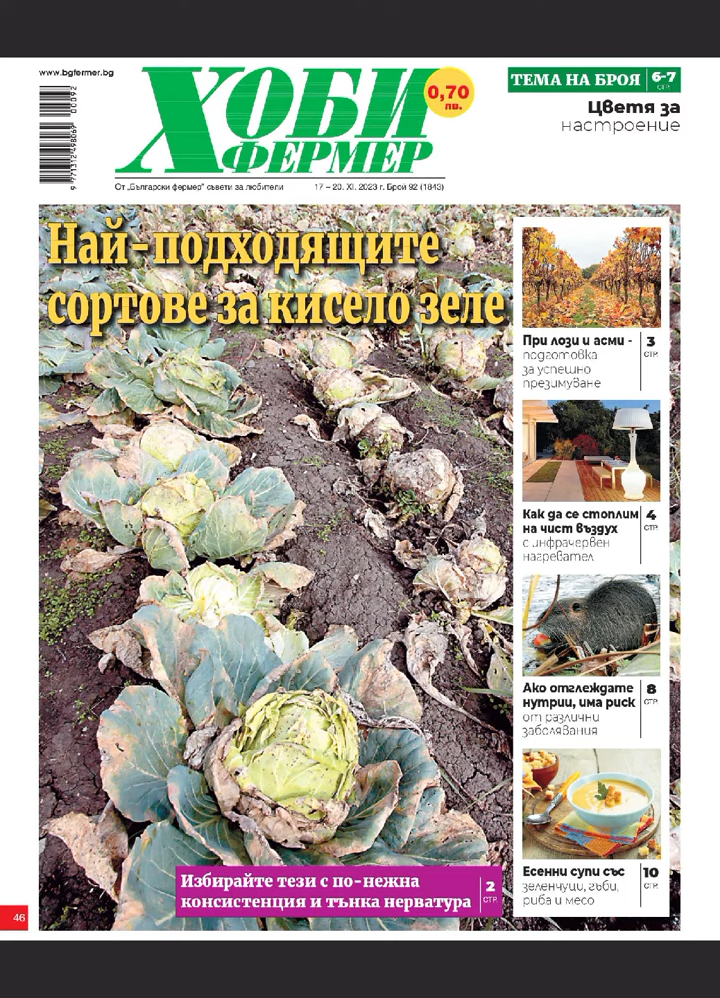 www.bgfermer.bg
00092
9 771312 498069
ХОБИ
ФЕРМЕР
0,70
лв.
ТЕМА НА БРОЯ 6-7
СТР.
Цветя за
настроение
От „Български фермер" съвети за любители 17 – 20. XI. 2023 г. Брой 92 (1843)
Най-подходящите
сортове за кисело зеле
При лози и асми - 3
подготовка СТР.
за успешно
презимуване
Как да се стоплим 4
на чист въздух СТР.
с инфрачервен
нагревател
Ако отглеждате 8
нутрии, има риск СТР.
от различни
заболявания
Есенни супи със 10
зеленчуци, гъби, СТР.
риба и месо
Избирайте тези с по-нежна 2
консистенция и тънка нерватура СТР.
46